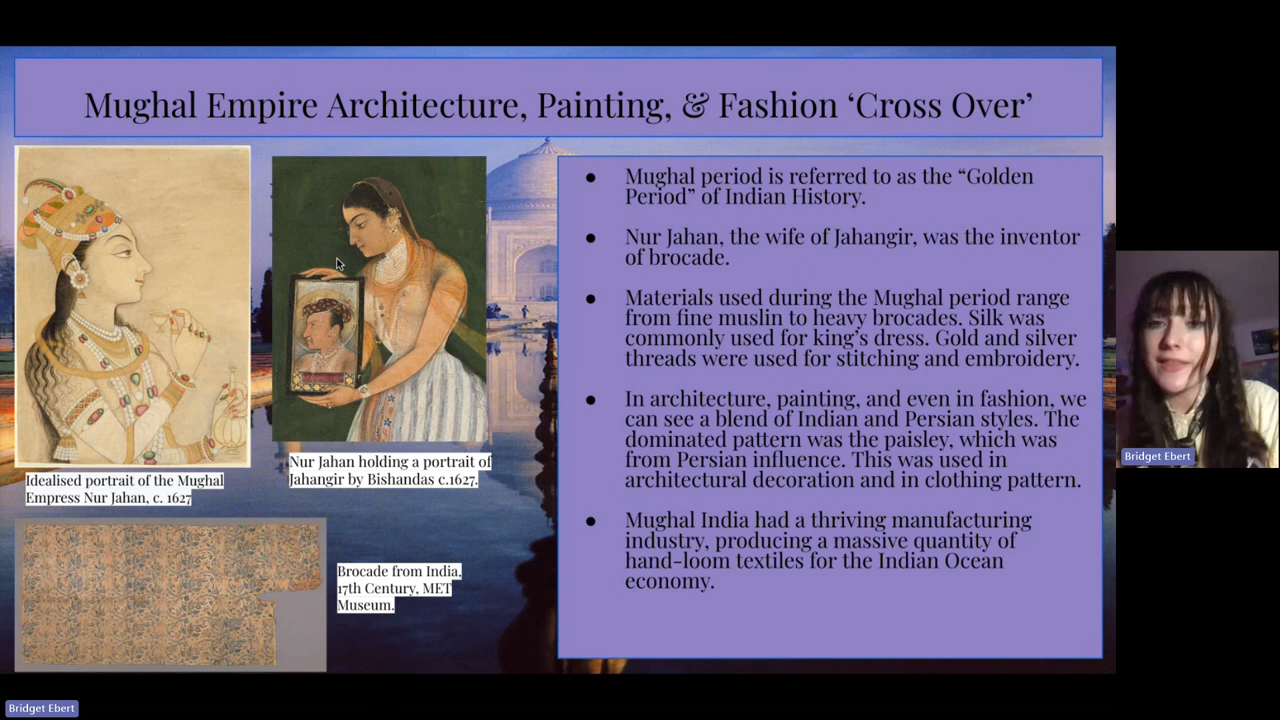 Mughal Empire Architecture, Painting, & Fashion ‘Cross Over’
Idealised portrait of the Mughal
Empress Nur Jahan, c. 1627
Nur Jahan holding a portrait of
Jahangir by Bishandas c.1627.
Brocade from India,
17th Century, MET
Museum.
● Mughal period is referred to as the “Golden
Period” of Indian History.
● Nur Jahan, the wife of Jahangir, was the inventor
of brocade.
● Materials used during the Mughal period range
from fine muslin to heavy brocades. Silk was
commonly used for king’s dress. Gold and silver
threads were used for stitching and embroidery.
● In architecture, painting, and even in fashion, we
can see a blend of Indian and Persian styles. The
dominated pattern was the paisley, which was
from Persian influence. This was used in
architectural decoration and in clothing pattern.
● Mughal India had a thriving manufacturing
industry, producing a massive quantity of
hand-loom textiles for the Indian Ocean
economy.
Bridget Ebert
Bridget Ebert